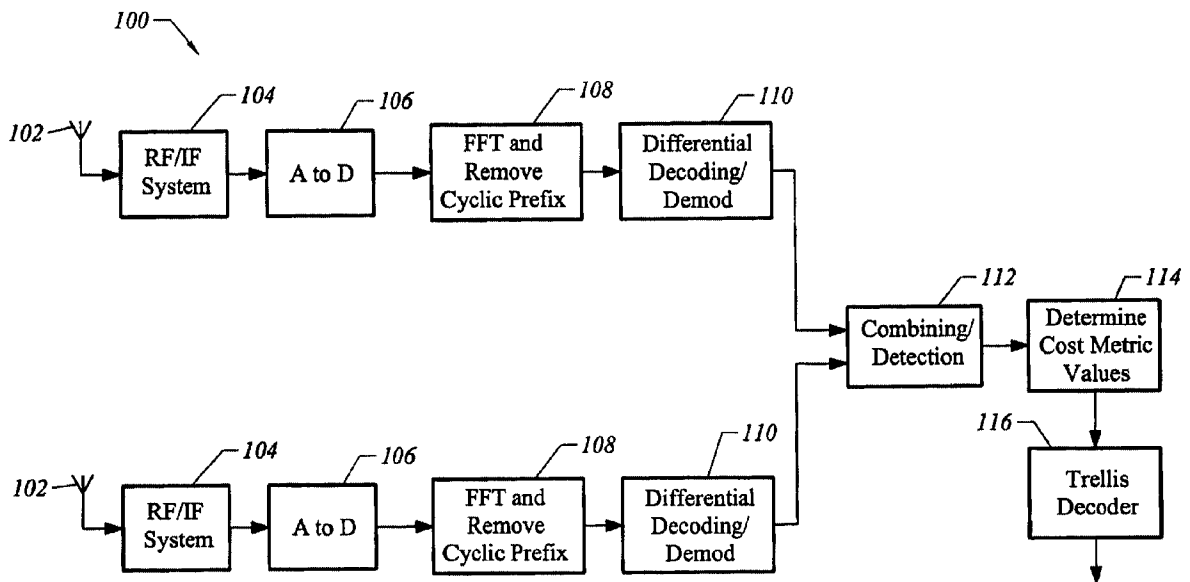 100
104
106
108
110
102
RF/IF
System
A to D
FFT and
Remove
Cyclic Prefix
Differential
Decoding/
Demod
112
114
Combining/
Detection
Determine
Cost Metric
Values
104
106
108
110
116
102
RF/IF
System
A to D
FFT and
Remove
Cyclic Prefix
Differential
Decoding/
Demod
Trellis
Decoder